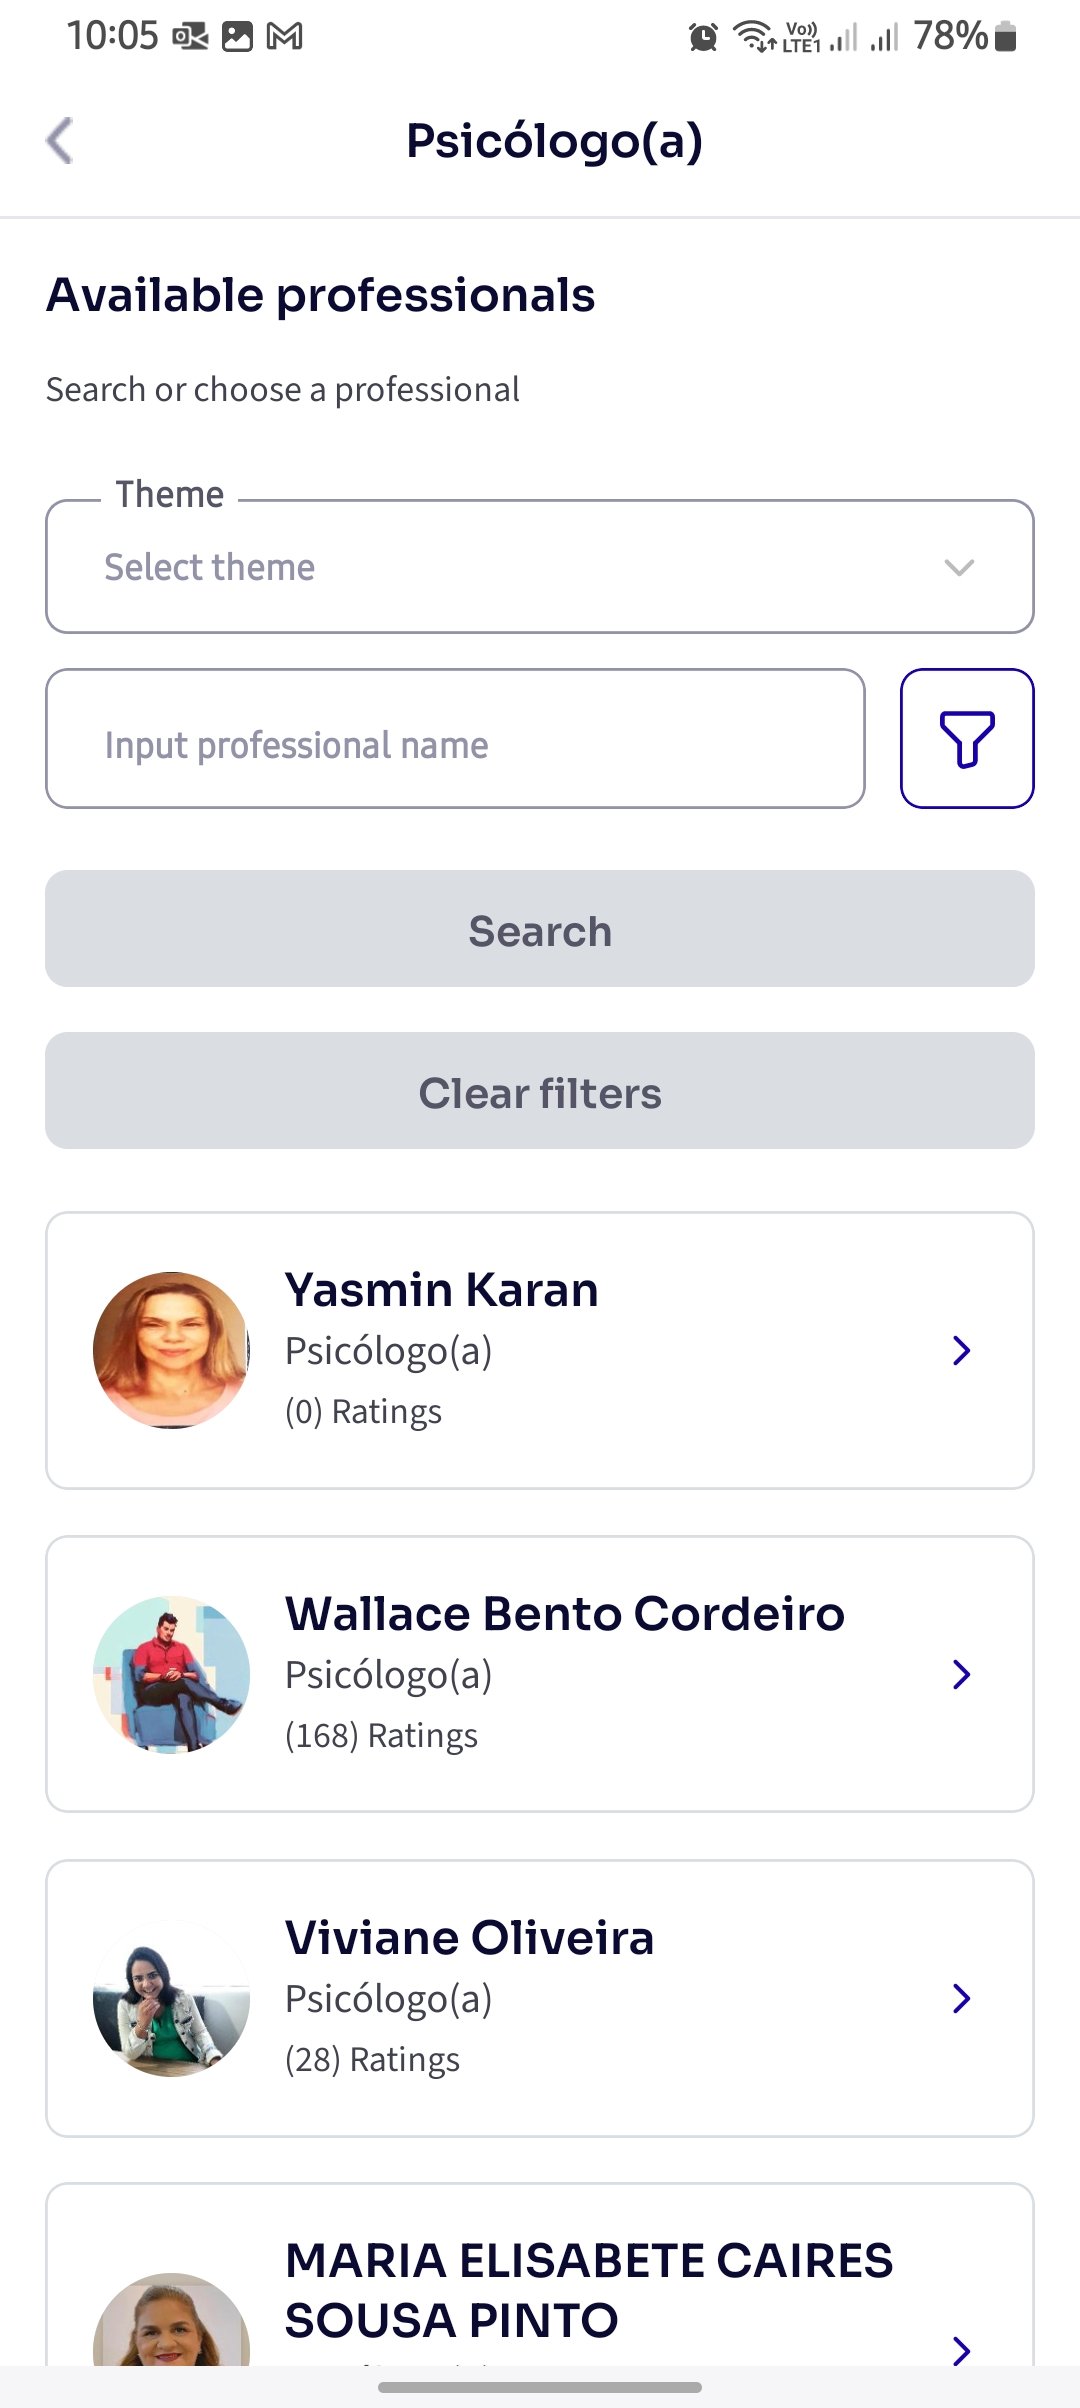 10:05
Vo)) LTE1 78%
Psicólogo(a)
Available professionals
Search or choose a professional
Theme
Select theme
Input professional name
Search
Clear filters
Yasmin Karan
Psicólogo(a)
(0) Ratings
Wallace Bento Cordeiro
Psicólogo(a)
(168) Ratings
Viviane Oliveira
Psicólogo(a)
(28) Ratings
MARIA ELISABETE CAIRES
SOUSA PINTO